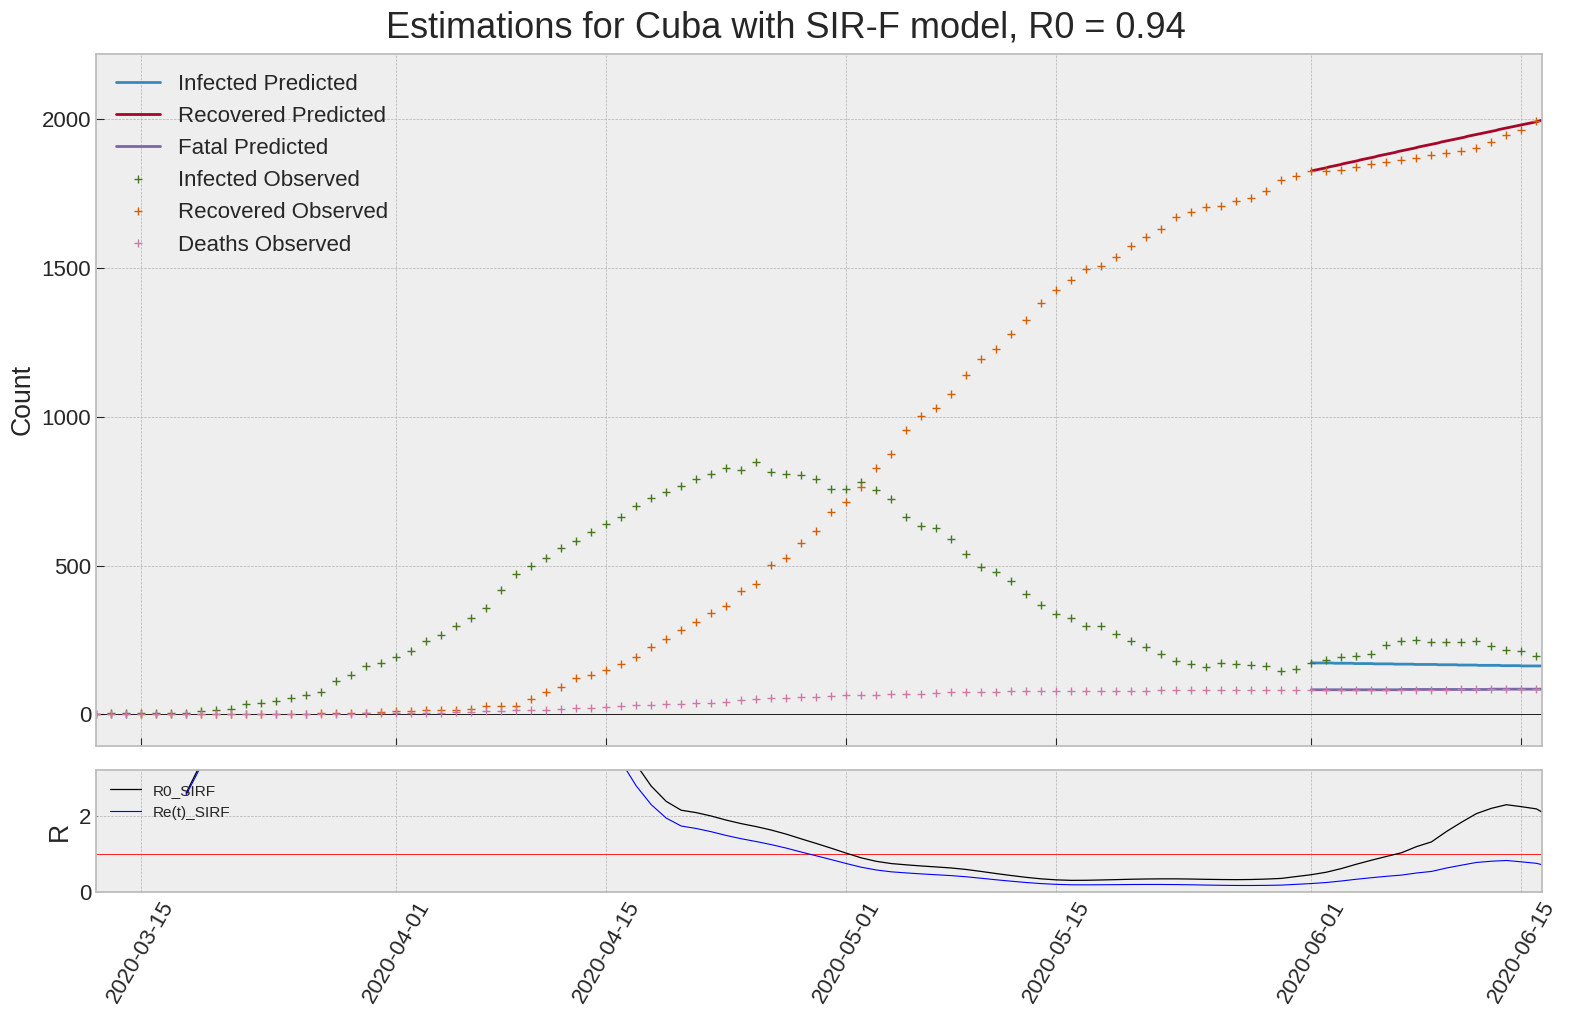 Estimations for Cuba with SIR-F model, R0 = 0.94
Infected Predicted
Recovered Predicted
Fatal Predicted
Infected Observed
Recovered Observed
Deaths Observed
2000
1500
1000
500
0
Count
R0_SIRF
Re(t)_SIRF
2
0
R
2020-03-15
2020-04-01
2020-04-15
2020-05-01
2020-05-15
2020-06-01
2020-06-15